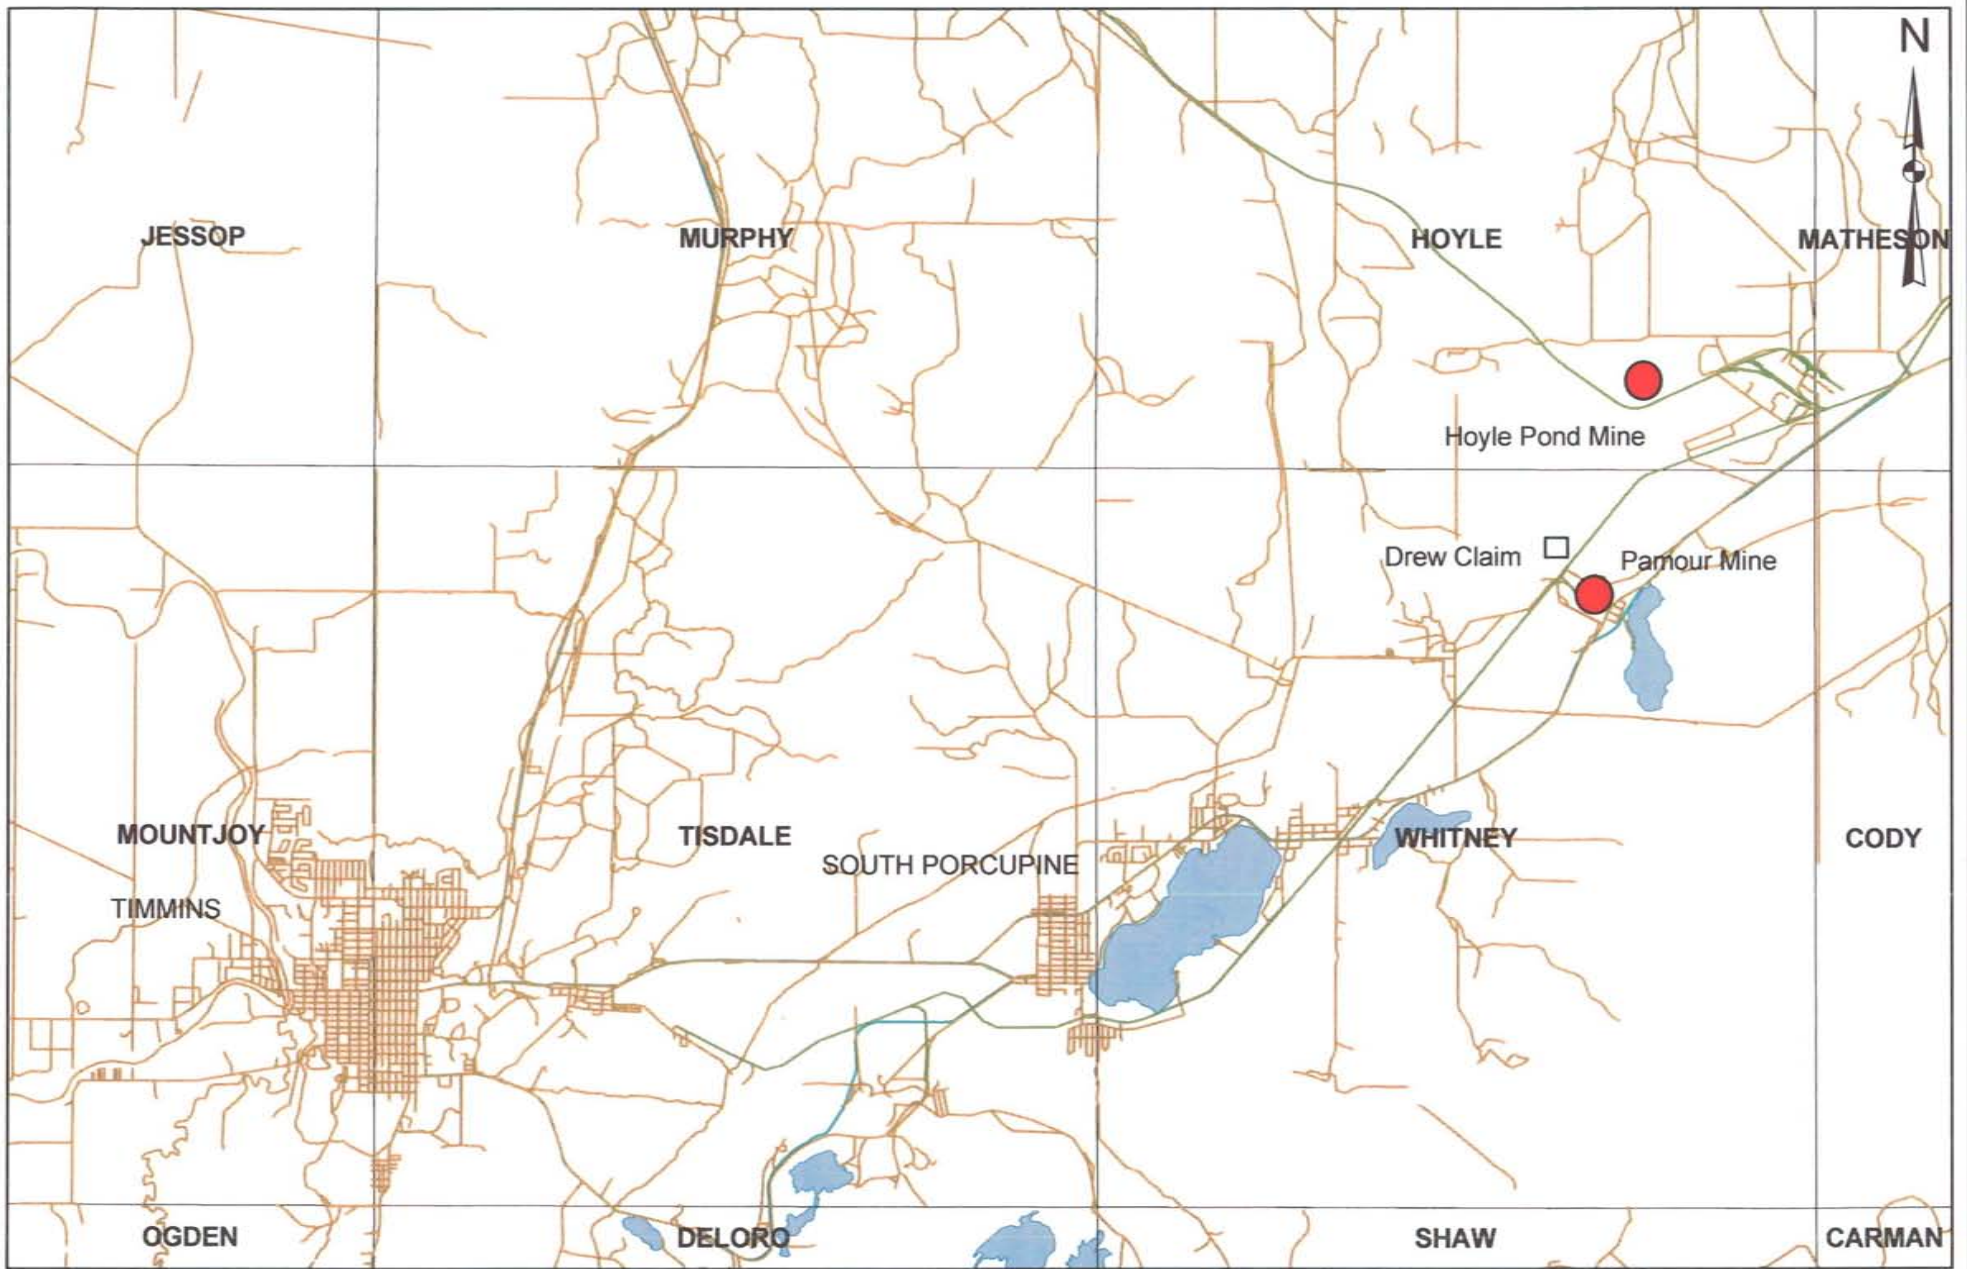 N
JESSOP
MURPHY
HOYLE
MATHESON
Hoyle Pond Mine
Drew Claim
Pamour Mine
MOUNTJOY
TISDALE
WHITNEY
CODY
SOUTH PORCUPINE
TIMMINS
OGDEN
DELORO
SHAW
CARMAN